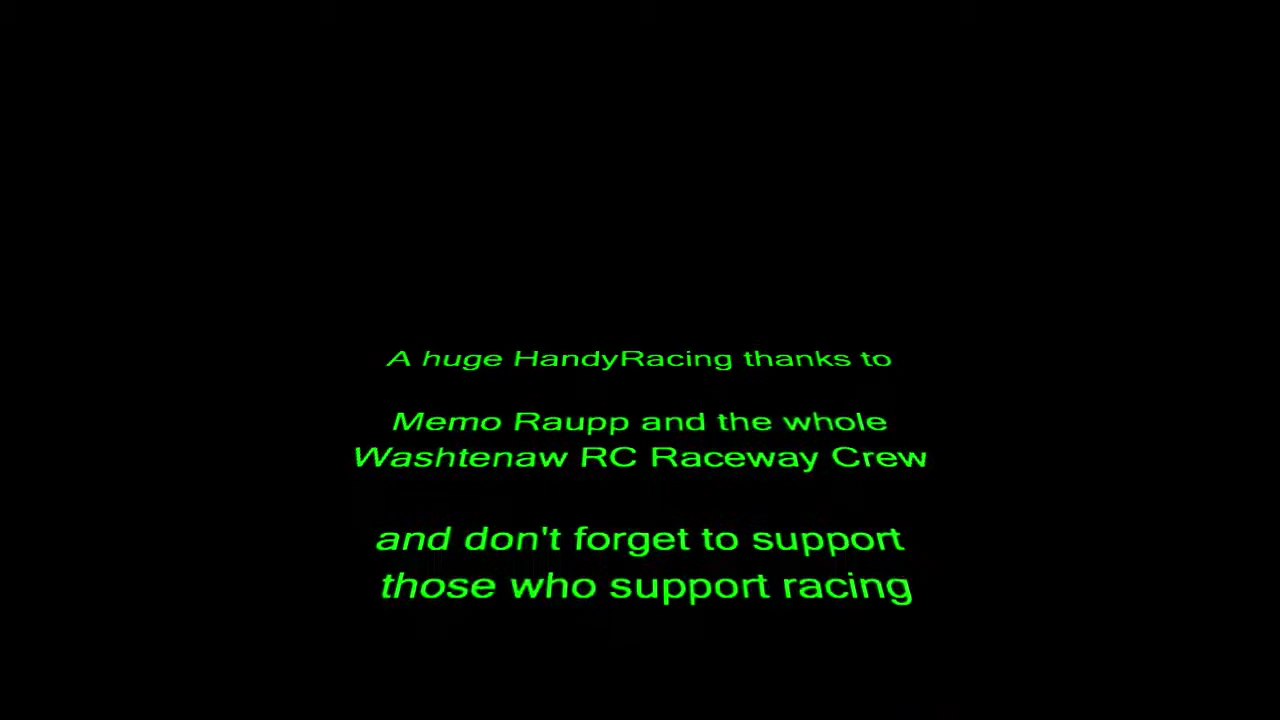 A huge HandyRacing thanks to
Memo Raupp and the whole
Washtenaw RC Raceway Crew
and don't forget to support
those who support racing